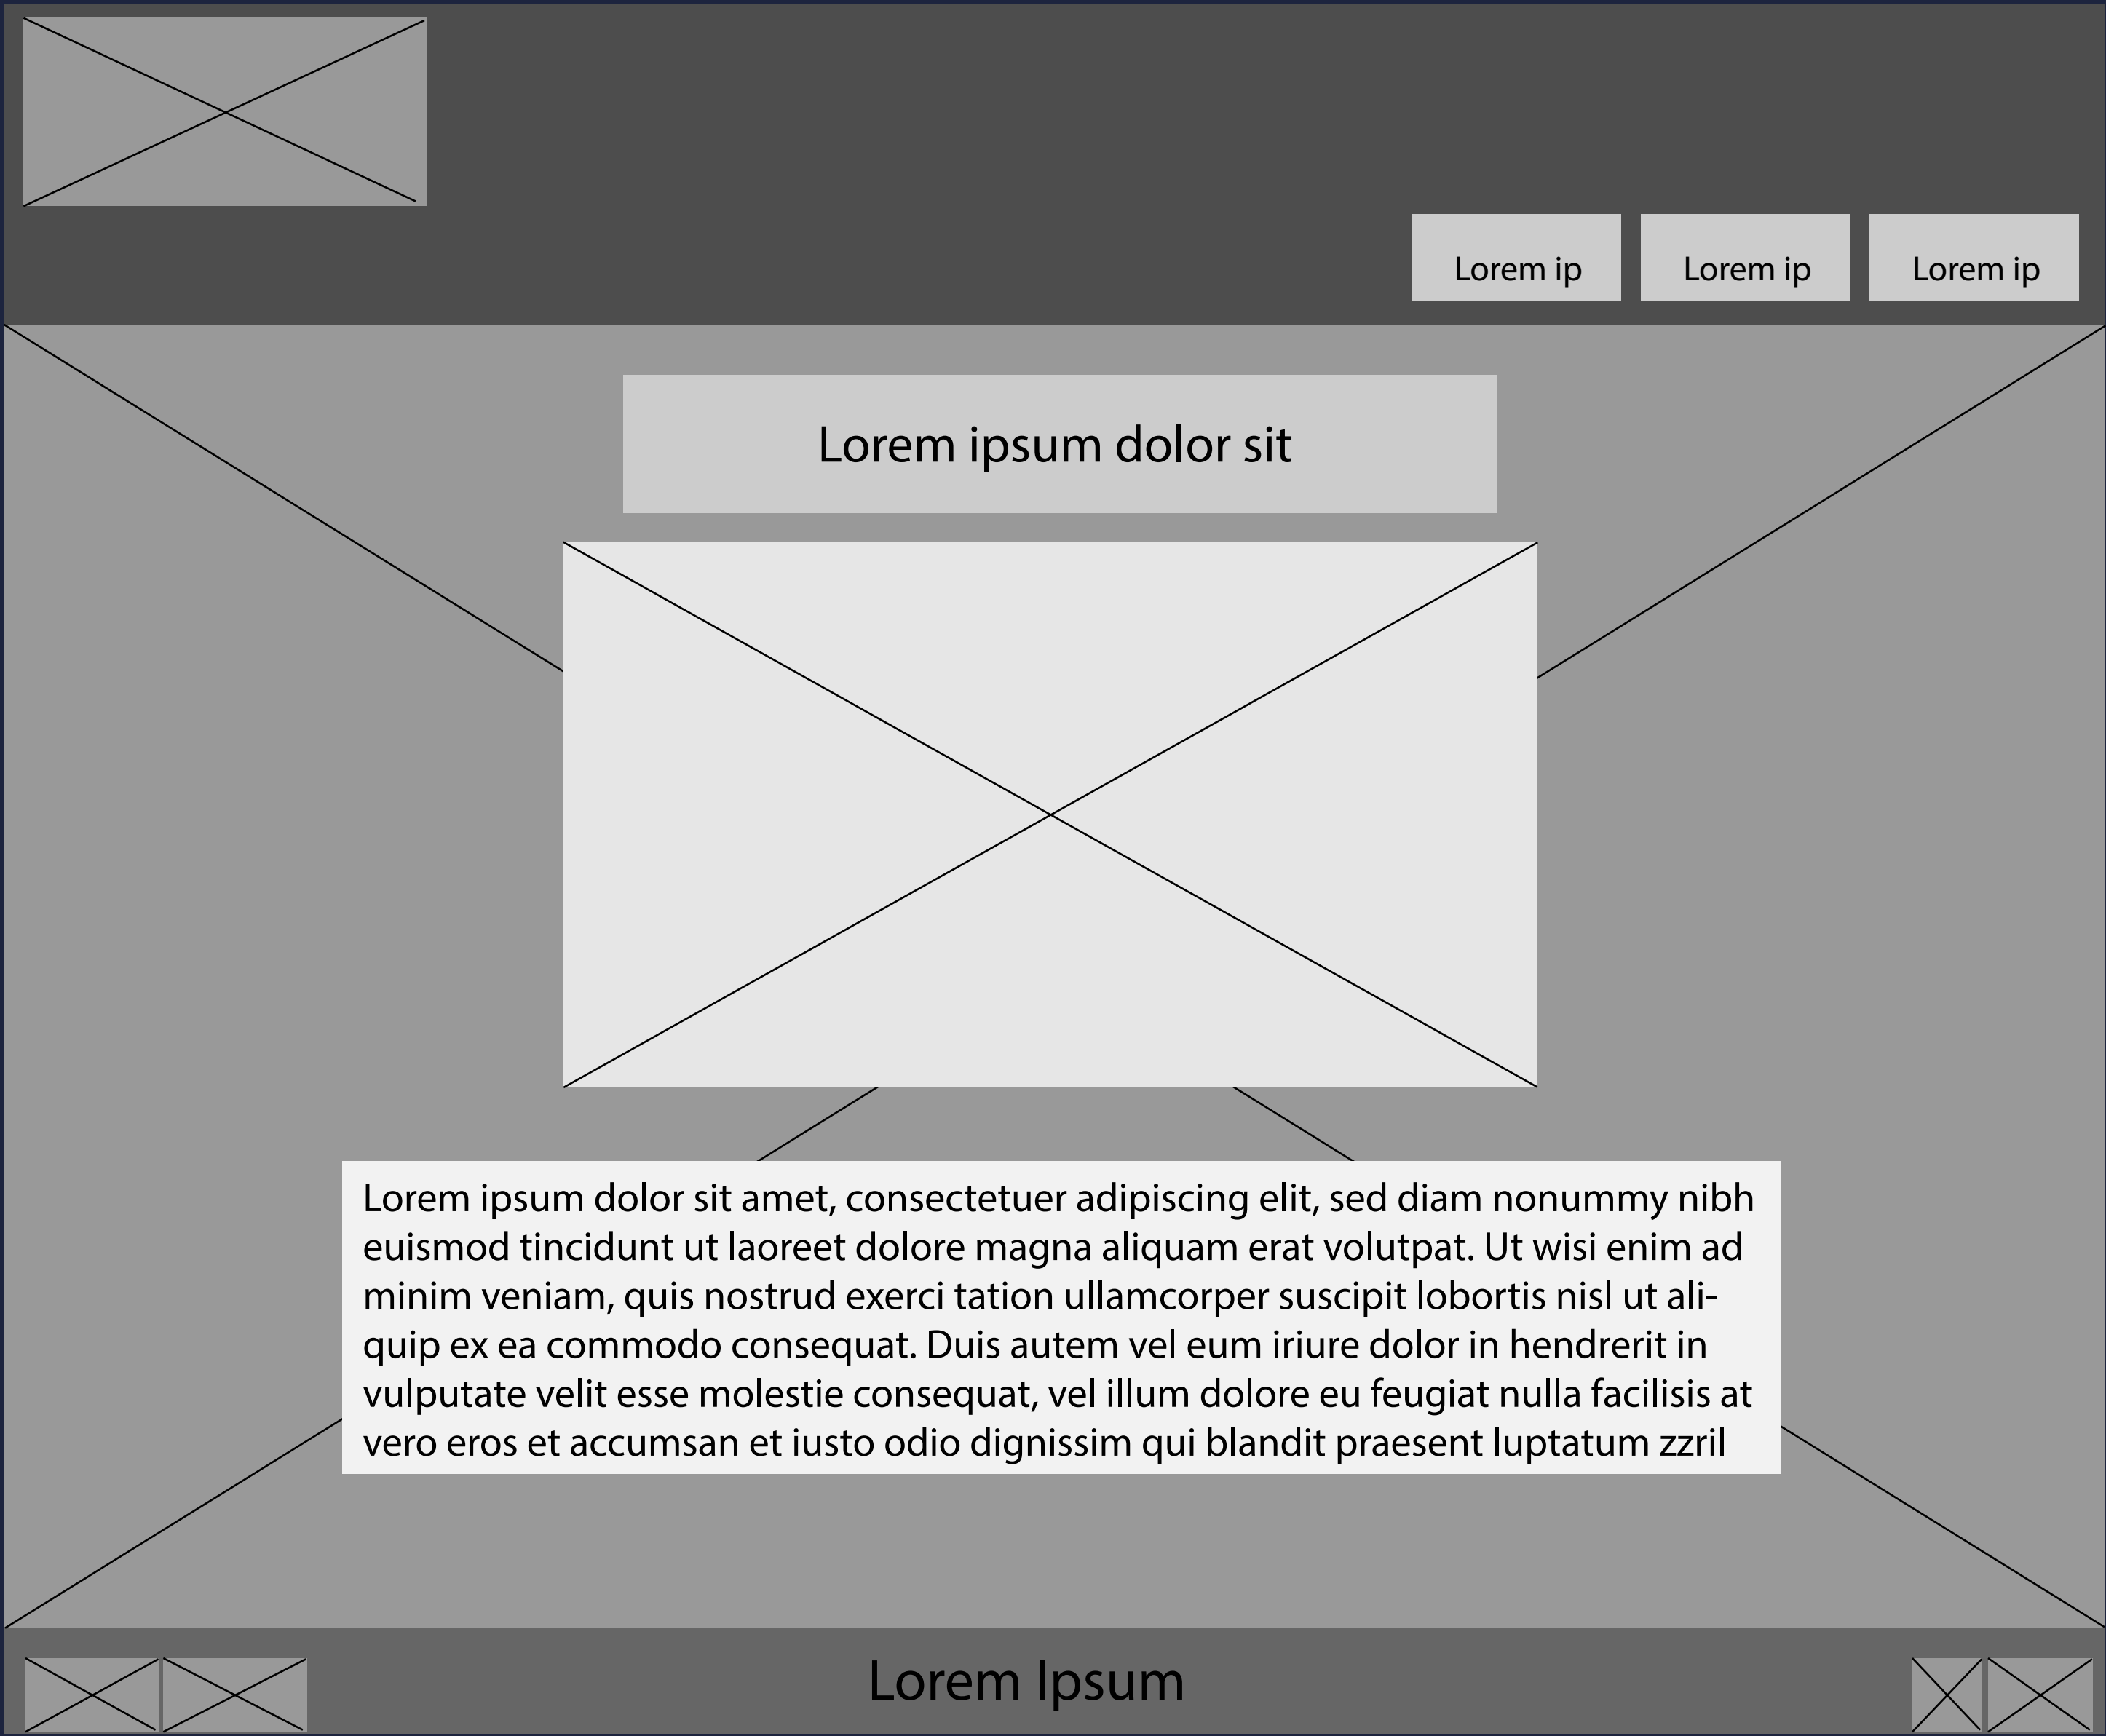 Lorem ip
Lorem ip
Lorem ip
Lorem ipsum dolor sit
Lorem ipsum dolor sit amet, consectetuer adipiscing elit, sed diam nonummy nibh
euismod tincidunt ut laoreet dolore magna aliquam erat volutpat. Ut wisi enim ad
minim veniam, quis nostrud exerci tation ullamcorper suscipit lobortis nisl ut ali-
quip ex ea commodo consequat. Duis autem vel eum iriure dolor in hendrerit in
vulputate velit esse molestie consequat, vel illum dolore eu feugiat nulla facilisis at
vero eros et accumsan et iusto odio dignissim qui blandit praesent luptatum zzril
Lorem Ipsum